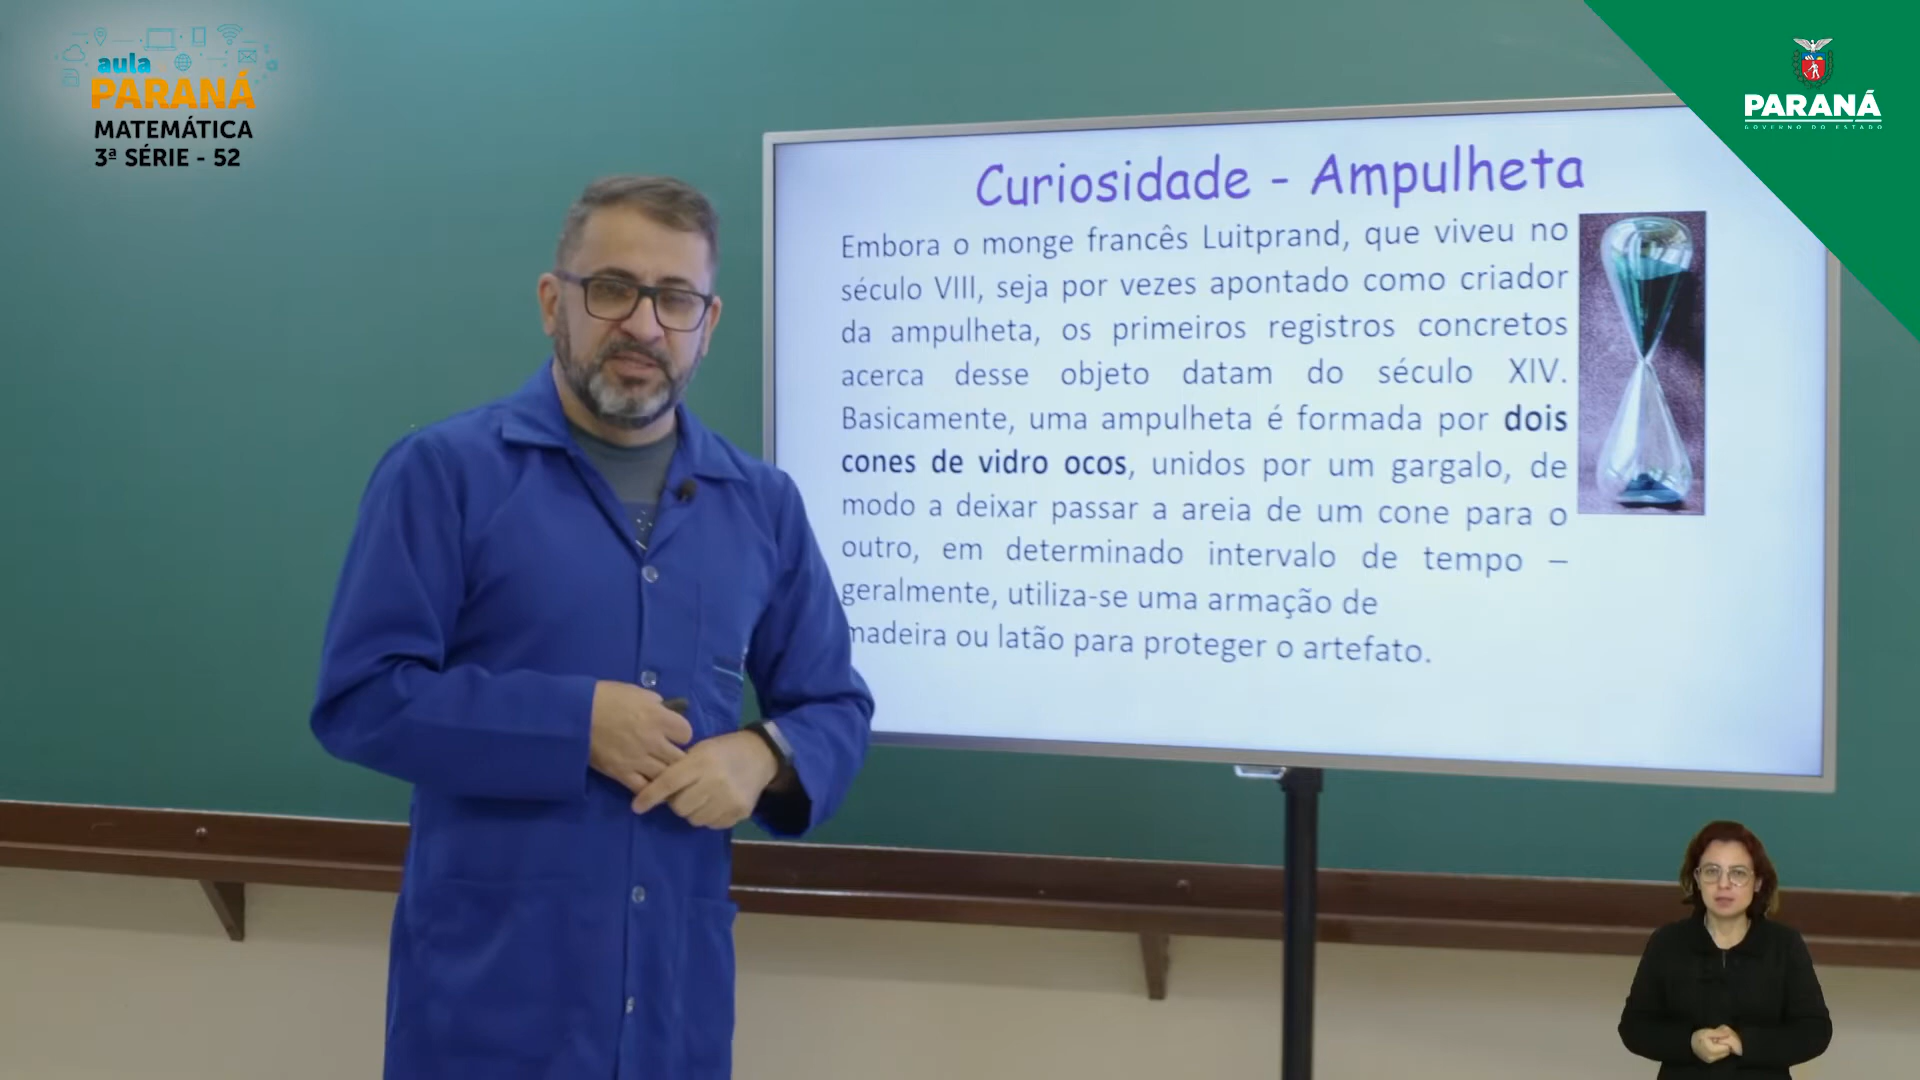 aula
PARANÁ
MATEMÁTICA
3ª SÉRIE - 52
PARANÁ
GOVERNO DO ESTADO
Curiosidade - Ampulheta
Embora o monge francês Luitprand, que viveu no
século VIII, seja por vezes apontado como criador
da ampulheta, os primeiros registros concretos
acerca desse objeto datam do século XIV.
Basicamente, uma ampulheta é formada por dois
cones de vidro ocos, unidos por um gargalo, de
modo a deixar passar a areia de um cone para o
outro, em determinado intervalo de tempo –
geralmente, utiliza-se uma armação de
madeira ou latão para proteger o artefato.